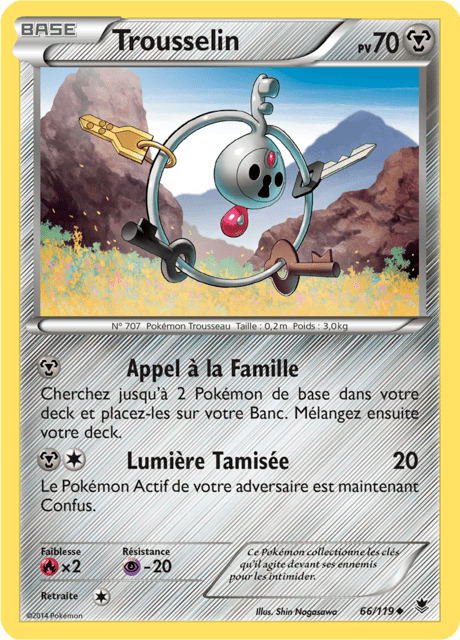 BASE
Trousselin
PV70
N° 707 Pokémon Trousseau Taille : 0,2m Poids : 3,0kg
Appel à la Famille
Cherchez jusqu'à 2 Pokémon de base dans votre
deck et placez-les sur votre Banc. Mélangez ensuite
votre deck.
Lumière Tamisée 20
Le Pokémon Actif de votre adversaire est maintenant
Confus.
Faiblesse Résistance
×2 -20
Retraite
Ce Pokémon collectionne les clés
qu'il agite devant ses ennemis
pour les intimider.
Illus. Shin Nagasawa 66/119
©2014 Pokémon